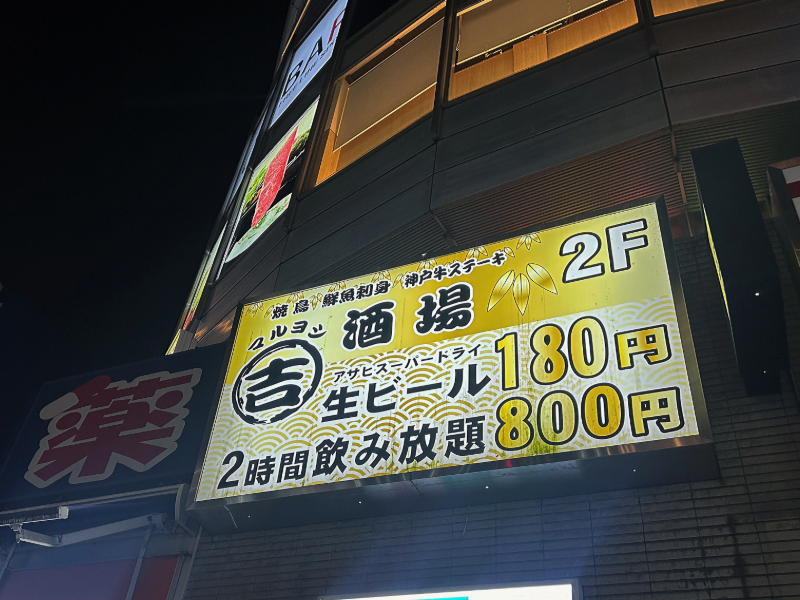 焼鳥 鮮魚刺身 神戸牛ステーキ
マルヨシ
吉
酒場
2F
アサヒスーパードライ
生ビール 180円
2時間飲み放題 800円
薬
BAR